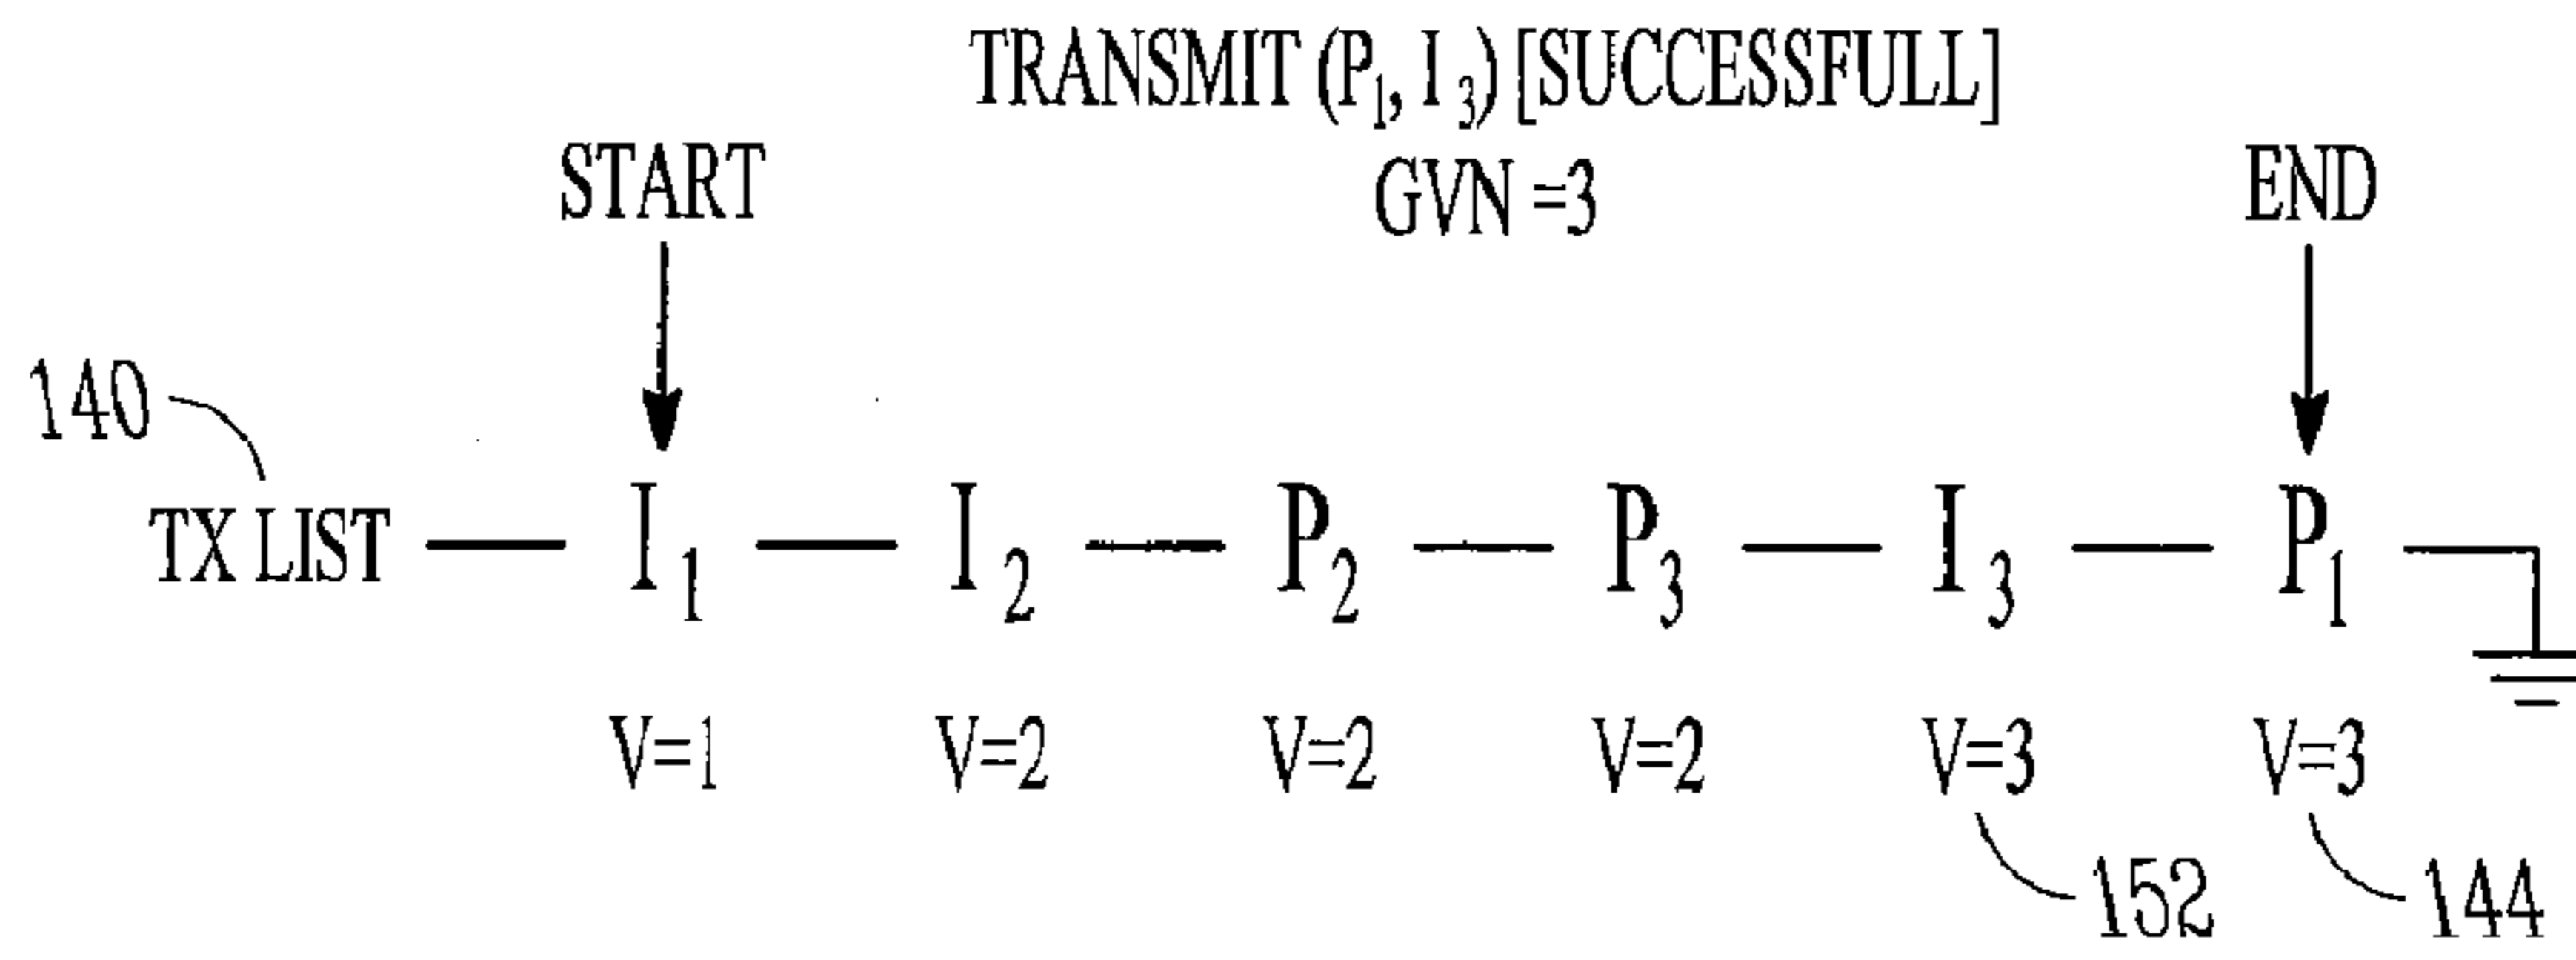 TRANSMIT (P₁, I₃) [SUCCESSFULL]
START GVN =3 END
140
TX LIST I₁ I₂ P₂ P₃ I₃ P₁
V=1 V=2 V=2 V=2 V=3 V=3
152 144